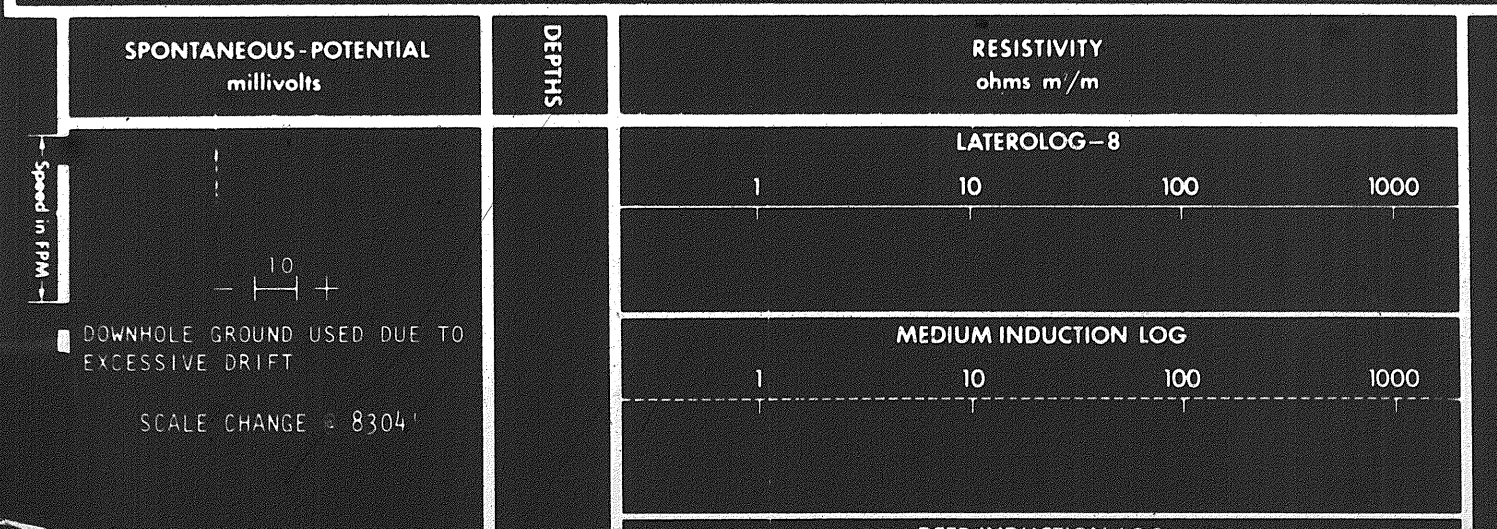 SPONTANEOUS-POTENTIAL
millivolts
DEPTHS
RESISTIVITY
ohms m²/m
Speed in FPM
- 10 +
DOWNHOLE GROUND USED DUE TO
EXCESSIVE DRIFT
SCALE CHANGE @ 8304'
LATEROLOG-8
1 10 100 1000
MEDIUM INDUCTION LOG
1 10 100 1000